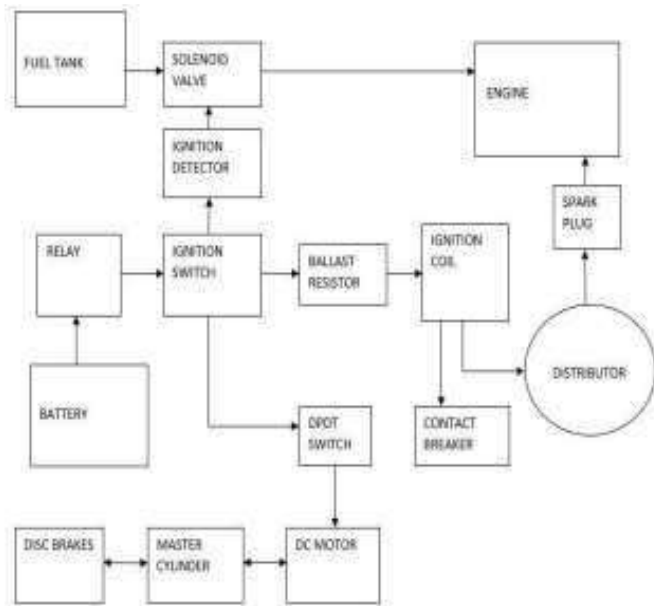 FUEL TANK
SOLENOID
VALVE
ENGINE
IGNITION
DETECTOR
SPARK
PLUG
RELAY
IGNITION
SWITCH
BALLAST
RESISTOR
IGNITION
COIL
DISTRIBUTOR
BATTERY
DPDT
SWITCH
CONTACT
BREAKER
DISC BRAKES
MASTER
CYLINDER
DC MOTOR